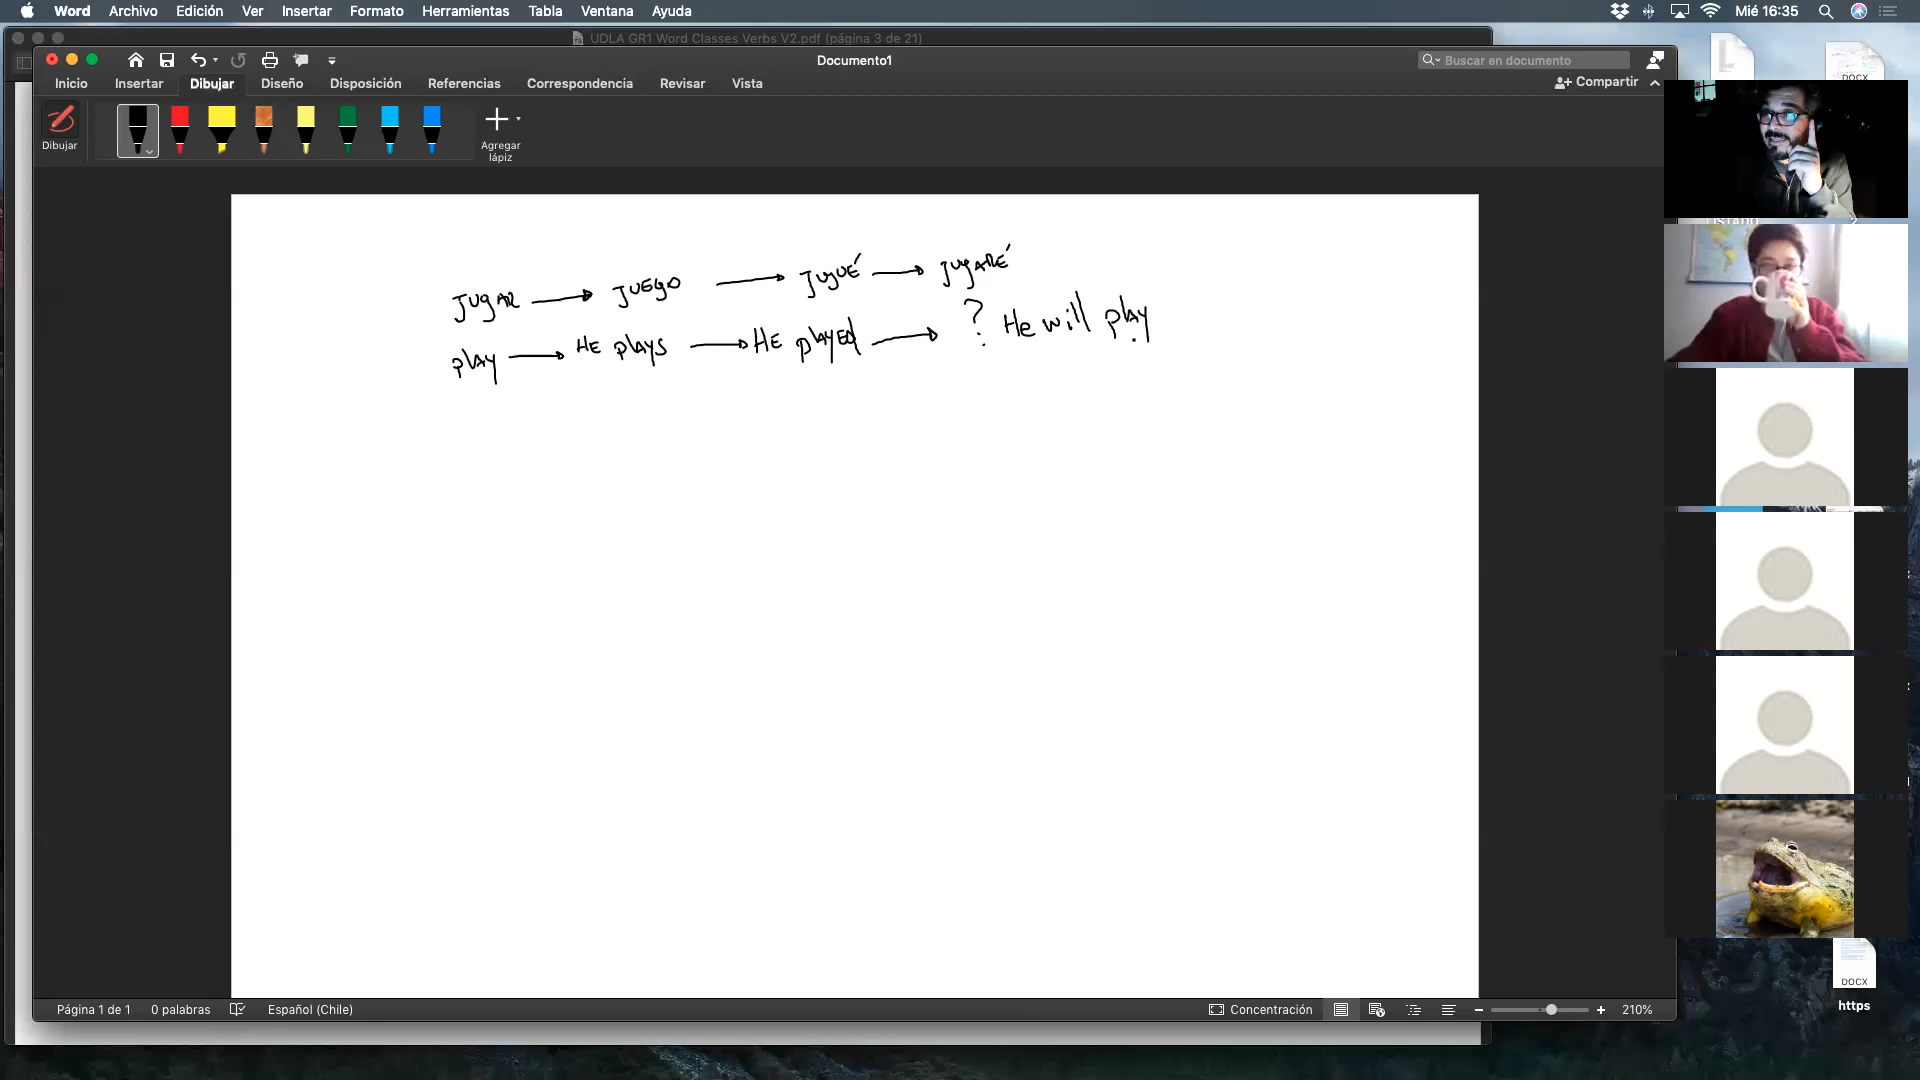 Word Archivo Edición Ver Insertar Formato Herramientas Tabla Ventana Ayuda Mié 16:35
UDLA GR1 Word Classes Verbs V2.pdf (página 3 de 21)
Documento1 Buscar en documento
Inicio Insertar Dibujar Diseño Disposición Referencias Correspondencia Revisar Vista Compartir
DOCX
Dibujar
Agregar
lápiz
LISTADO
JUGAR → JUEGO → JUGUÉ → JUGARÉ
PLAY → HE PLAYS → HE PLAYED → ? He will play
DOCX
https
Página 1 de 1 0 palabras Español (Chile) Concentración 210%